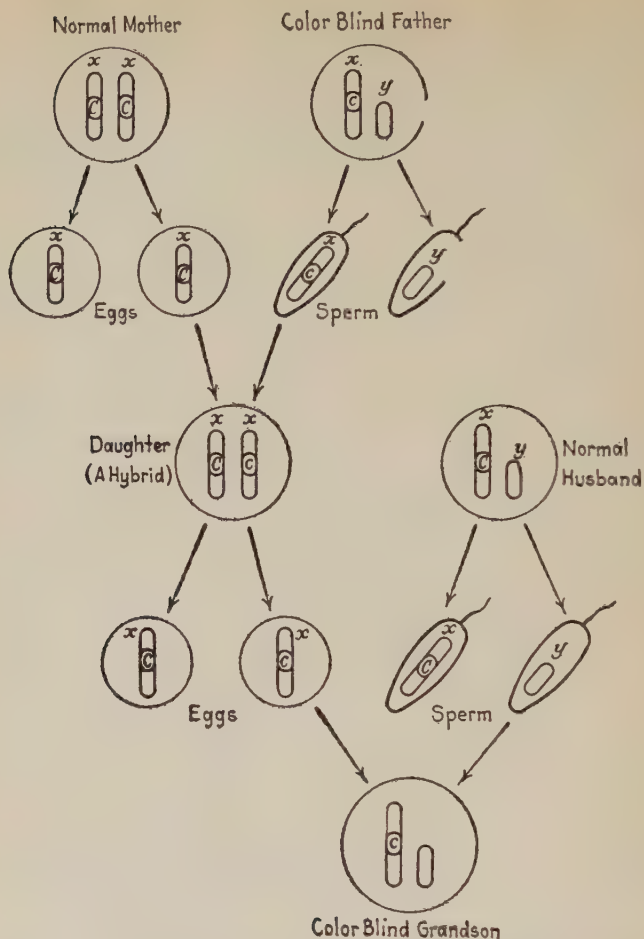 Normal Mother
Color Blind Father
x x
x. y
C C
c
x
x
x
y
C
C
c
Eggs
Sperm
x x
x
y
Daughter
(A Hybrid)
C c
C
Normal
Husband
x
x
x
y
C
c
C
Eggs
Sperm
c
Color Blind Grandson